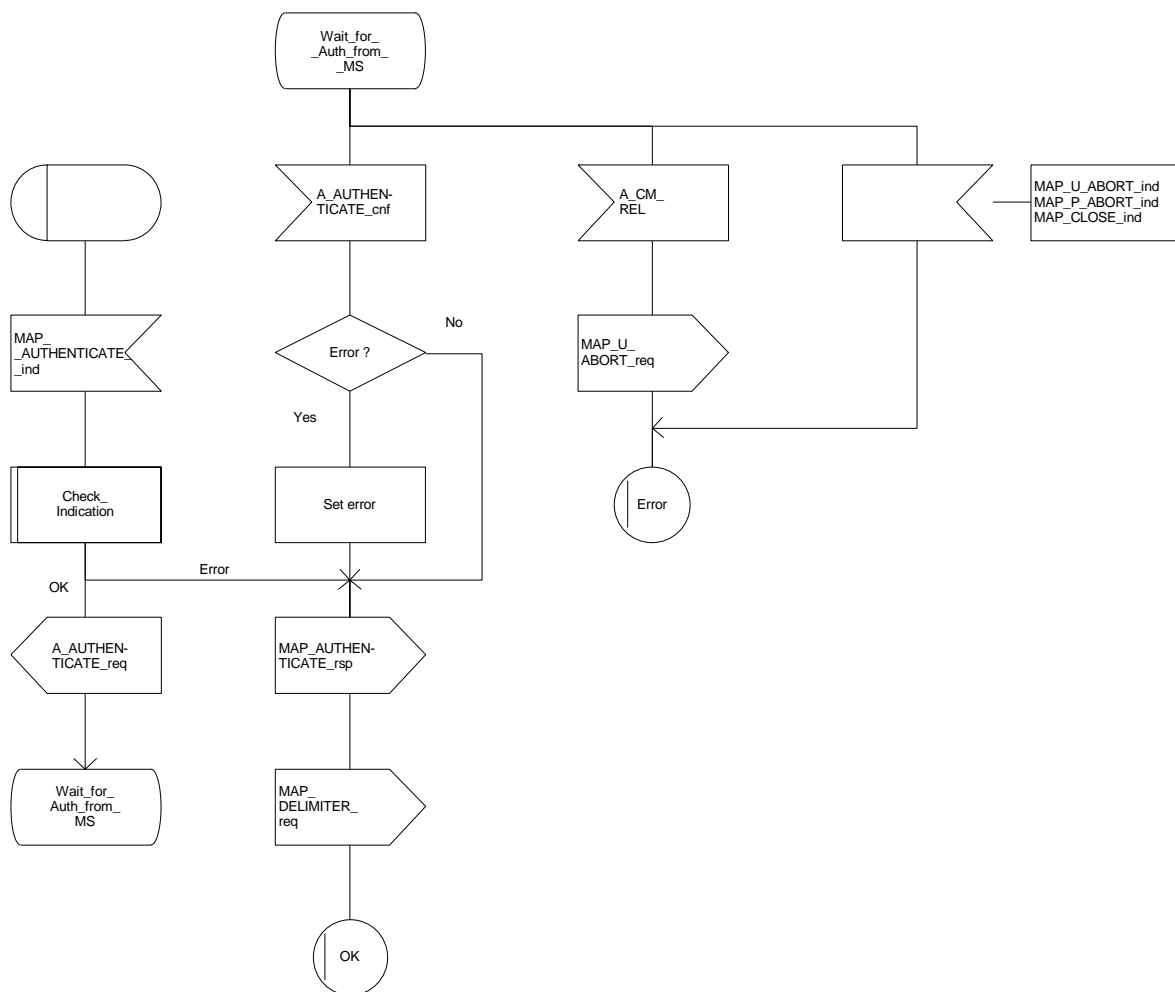 Wait_for_
_Auth_from_
_MS
A_AUTHEN-
TICATE_cnf
A_CM_
REL
MAP_U_ABORT_ind
MAP_P_ABORT_ind
MAP_CLOSE_ind
MAP_
_AUTHENTICATE_
_ind
Error ?
No
MAP_U_
ABORT_req
Yes
Check_
Indication
Set error
Error
Error
OK
A_AUTHEN-
TICATE_req
MAP_AUTHEN-
TICATE_rsp
Wait_for_
Auth_from_
MS
MAP_
DELIMITER_
req
OK